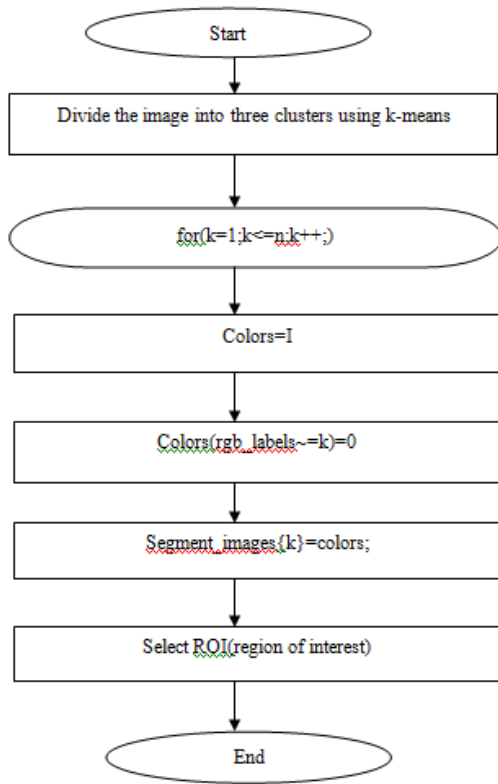 Start
Divide the image into three clusters using k-means
for(k=1;k<=n;k++;)
Colors=I
Colors(rgb_labels~=k)=0
Segment_images{k}=colors;
Select ROI(region of interest)
End